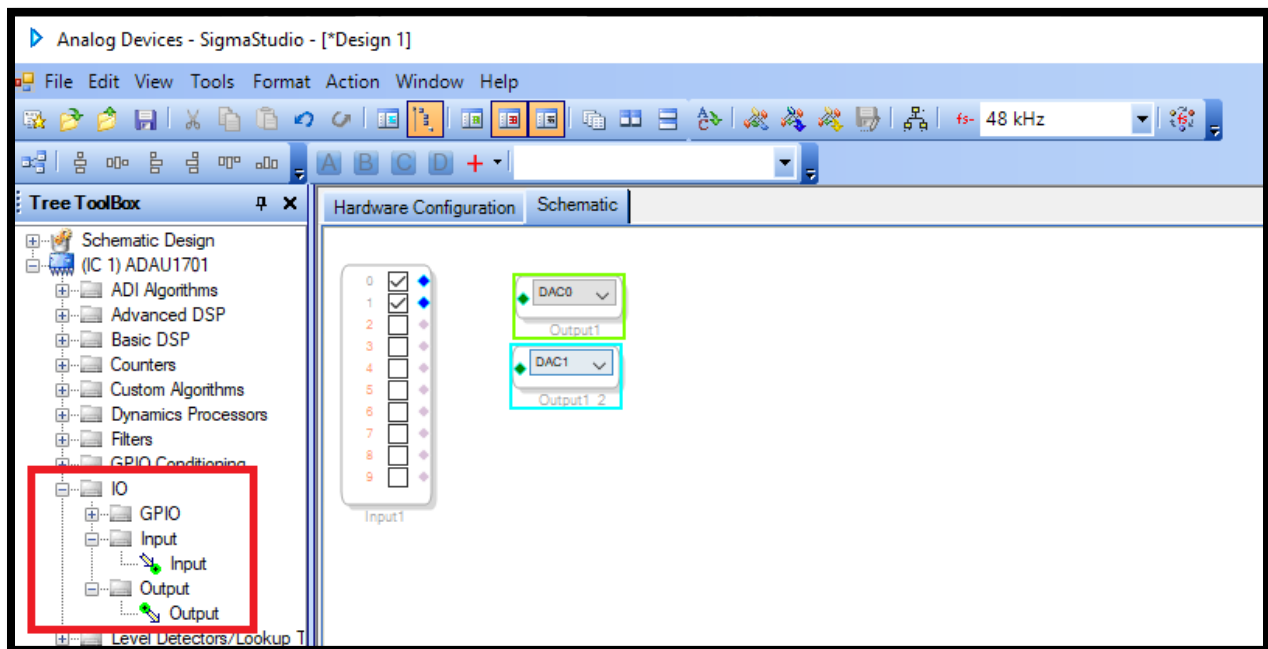 Analog Devices - SigmaStudio - [*Design 1]
File Edit View Tools Format Action Window Help
fs- 48 kHz
A B C D
Tree ToolBox
Hardware Configuration Schematic
Schematic Design
(IC 1) ADAU1701
ADI Algorithms
Advanced DSP
Basic DSP
Counters
Custom Algorithms
Dynamics Processors
Filters
GPIO Conditioning
IO
GPIO
Input
Input
Output
Output
Level Detectors/Lookup T
0
1
2
3
4
5
6
7
8
9
Input1
DAC0
Output1
DAC1
Output1_2